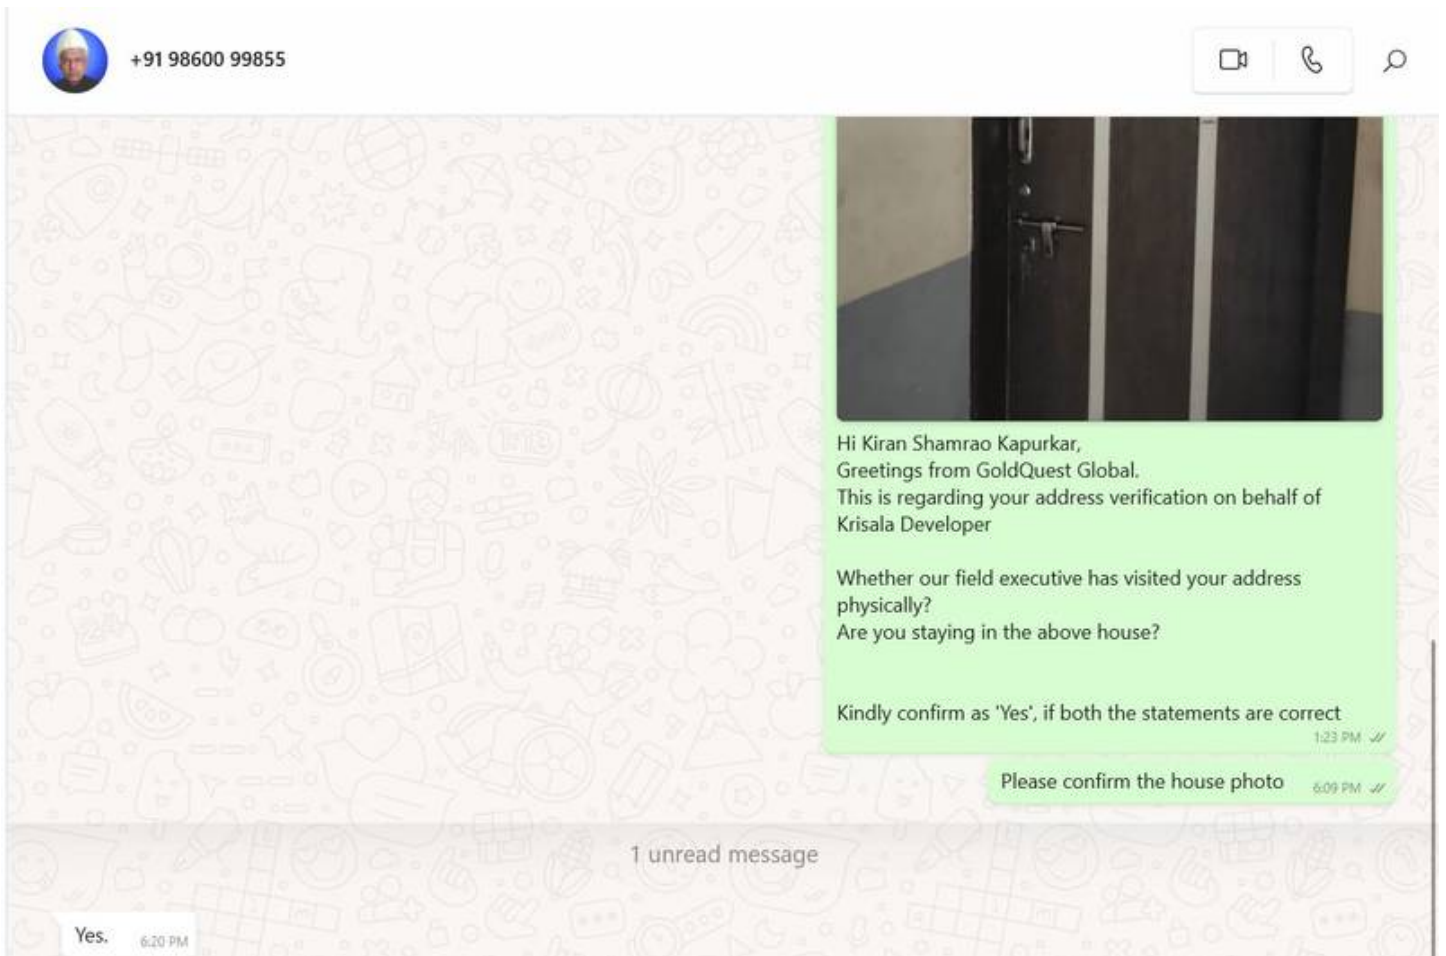 +91 98600 99855
Hi Kiran Shamrao Kapurkar,
Greetings from GoldQuest Global.
This is regarding your address verification on behalf of
Krisala Developer
Whether our field executive has visited your address
physically?
Are you staying in the above house?
Kindly confirm as 'Yes', if both the statements are correct
1:23 PM
Please confirm the house photo 6:09 PM
1 unread message
Yes. 6:20 PM